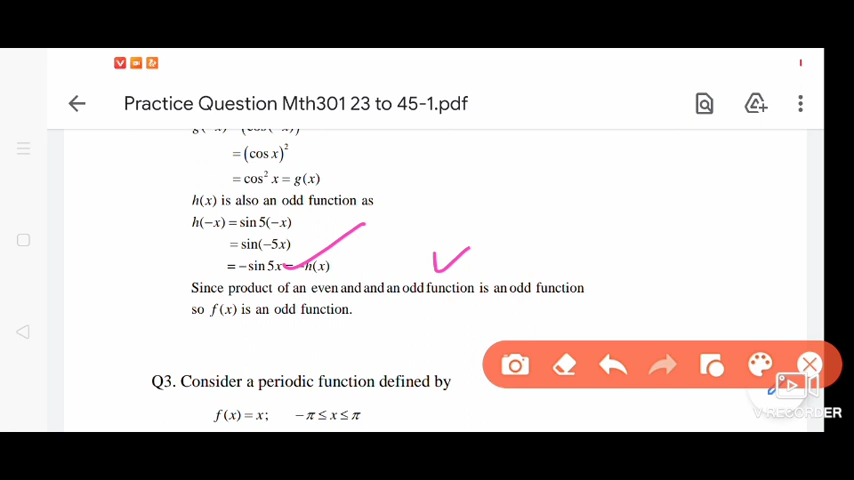 Practice Question Mth301 23 to 45-1.pdf
= (cos x)²
= cos² x = g(x)
h(x) is also an odd function as
h(−x) = sin 5(−x)
= sin(−5x)
= −sin 5x = −h(x)
Since product of an even and and an odd function is an odd function
so f(x) is an odd function.
Q3. Consider a periodic function defined by
f(x) = x; −π ≤ x ≤ π
V-RECORDER